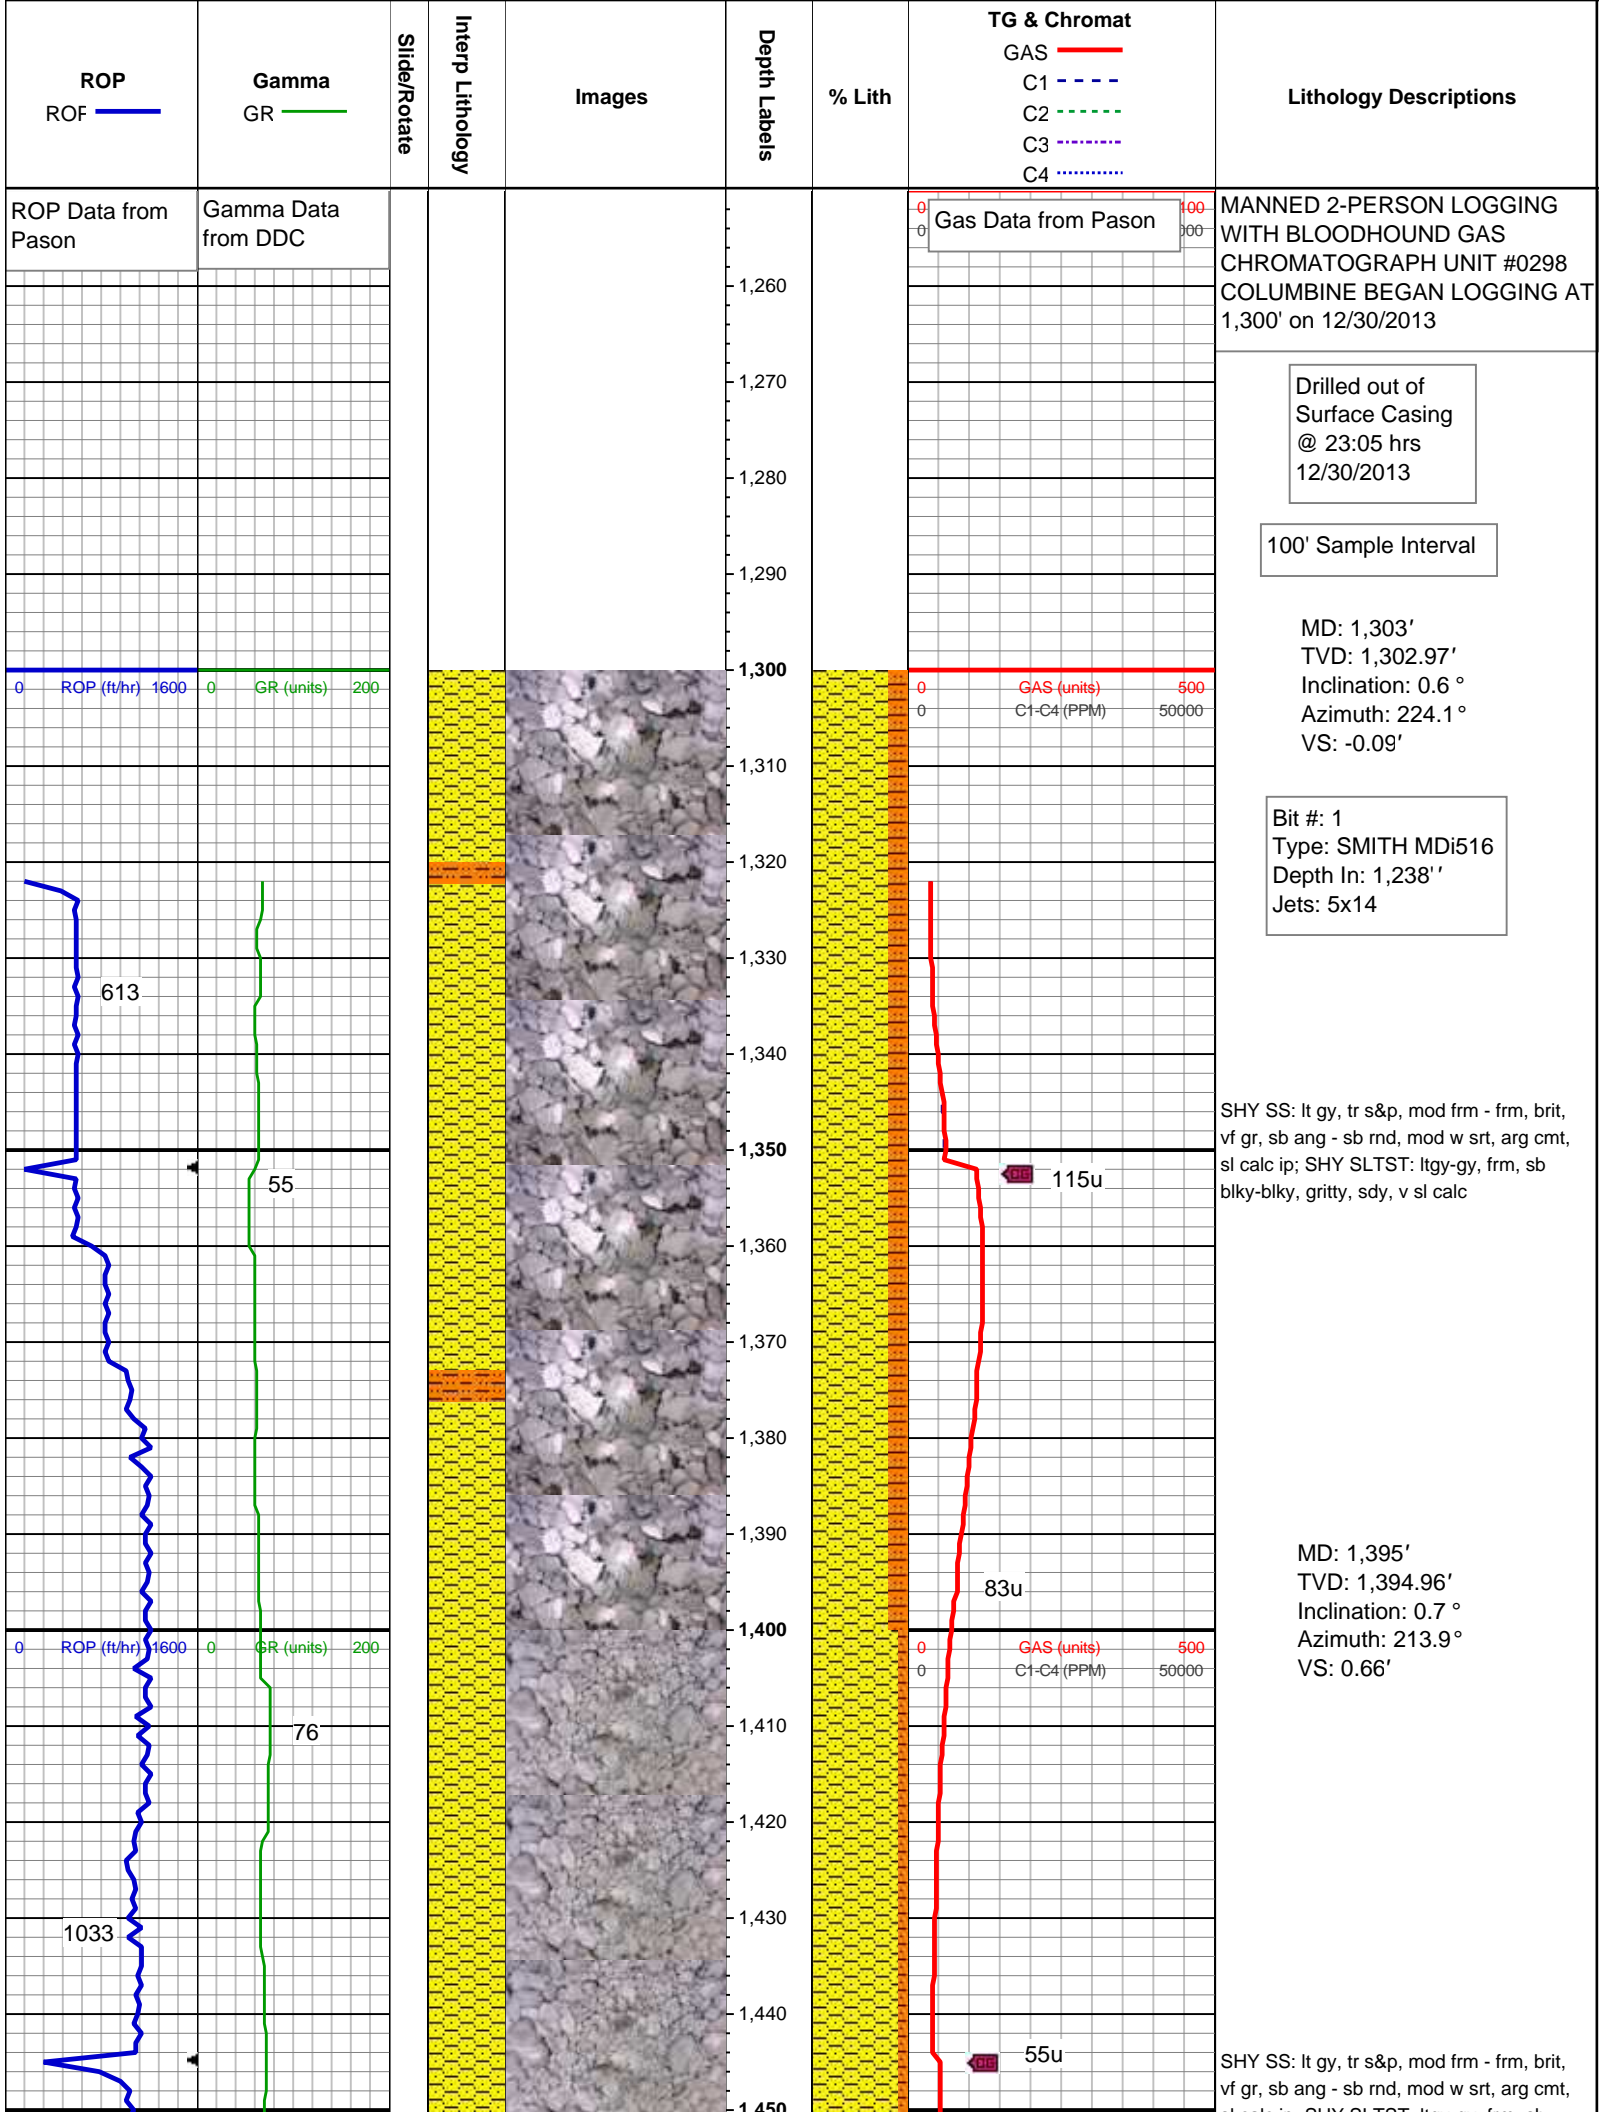 ROP
ROP
Gamma
GR
Slide/Rotate
Interp Lithology
Images
Depth Labels
% Lith
TG & Chromat
GAS
C1
C2
C3
C4
Lithology Descriptions
ROP Data from
Pason
Gamma Data
from DDC
0 100
0
Gas Data from Pason
MANNED 2-PERSON LOGGING
WITH BLOODHOUND GAS
CHROMATOGRAPH UNIT #0298
COLUMBINE BEGAN LOGGING AT
1,300' on 12/30/2013
1,260
1,270
Drilled out of
Surface Casing
@ 23:05 hrs
12/30/2013
1,280
100' Sample Interval
1,290
MD: 1,303'
TVD: 1,302.97'
Inclination: 0.6 °
Azimuth: 224.1°
VS: -0.09'
1,300
0 ROP (ft/hr) 1600
0 GR (units) 200
0 GAS (units) 500
0 C1-C4 (PPM) 50000
1,310
Bit #: 1
Type: SMITH MDi516
Depth In: 1,238''
Jets: 5x14
1,320
1,330
613
1,340
SHY SS: lt gy, tr s&p, mod frm - frm, brit,
vf gr, sb ang - sb rnd, mod w srt, arg cmt,
sl calc ip; SHY SLTST: ltgy-gy, frm, sb
blky-blky, gritty, sdy, v sl calc
1,350
55
CG
115u
1,360
1,370
1,380
1,390
83u
MD: 1,395'
TVD: 1,394.96'
Inclination: 0.7 °
Azimuth: 213.9°
VS: 0.66'
1,400
0 ROP (ft/hr) 1600
0 GR (units) 200
0 GAS (units) 500
0 C1-C4 (PPM) 50000
1,410
76
1,420
1,430
1033
1,440
CG
55u
SHY SS: lt gy, tr s&p, mod frm - frm, brit,
vf gr, sb ang - sb rnd, mod w srt, arg cmt,
1,450